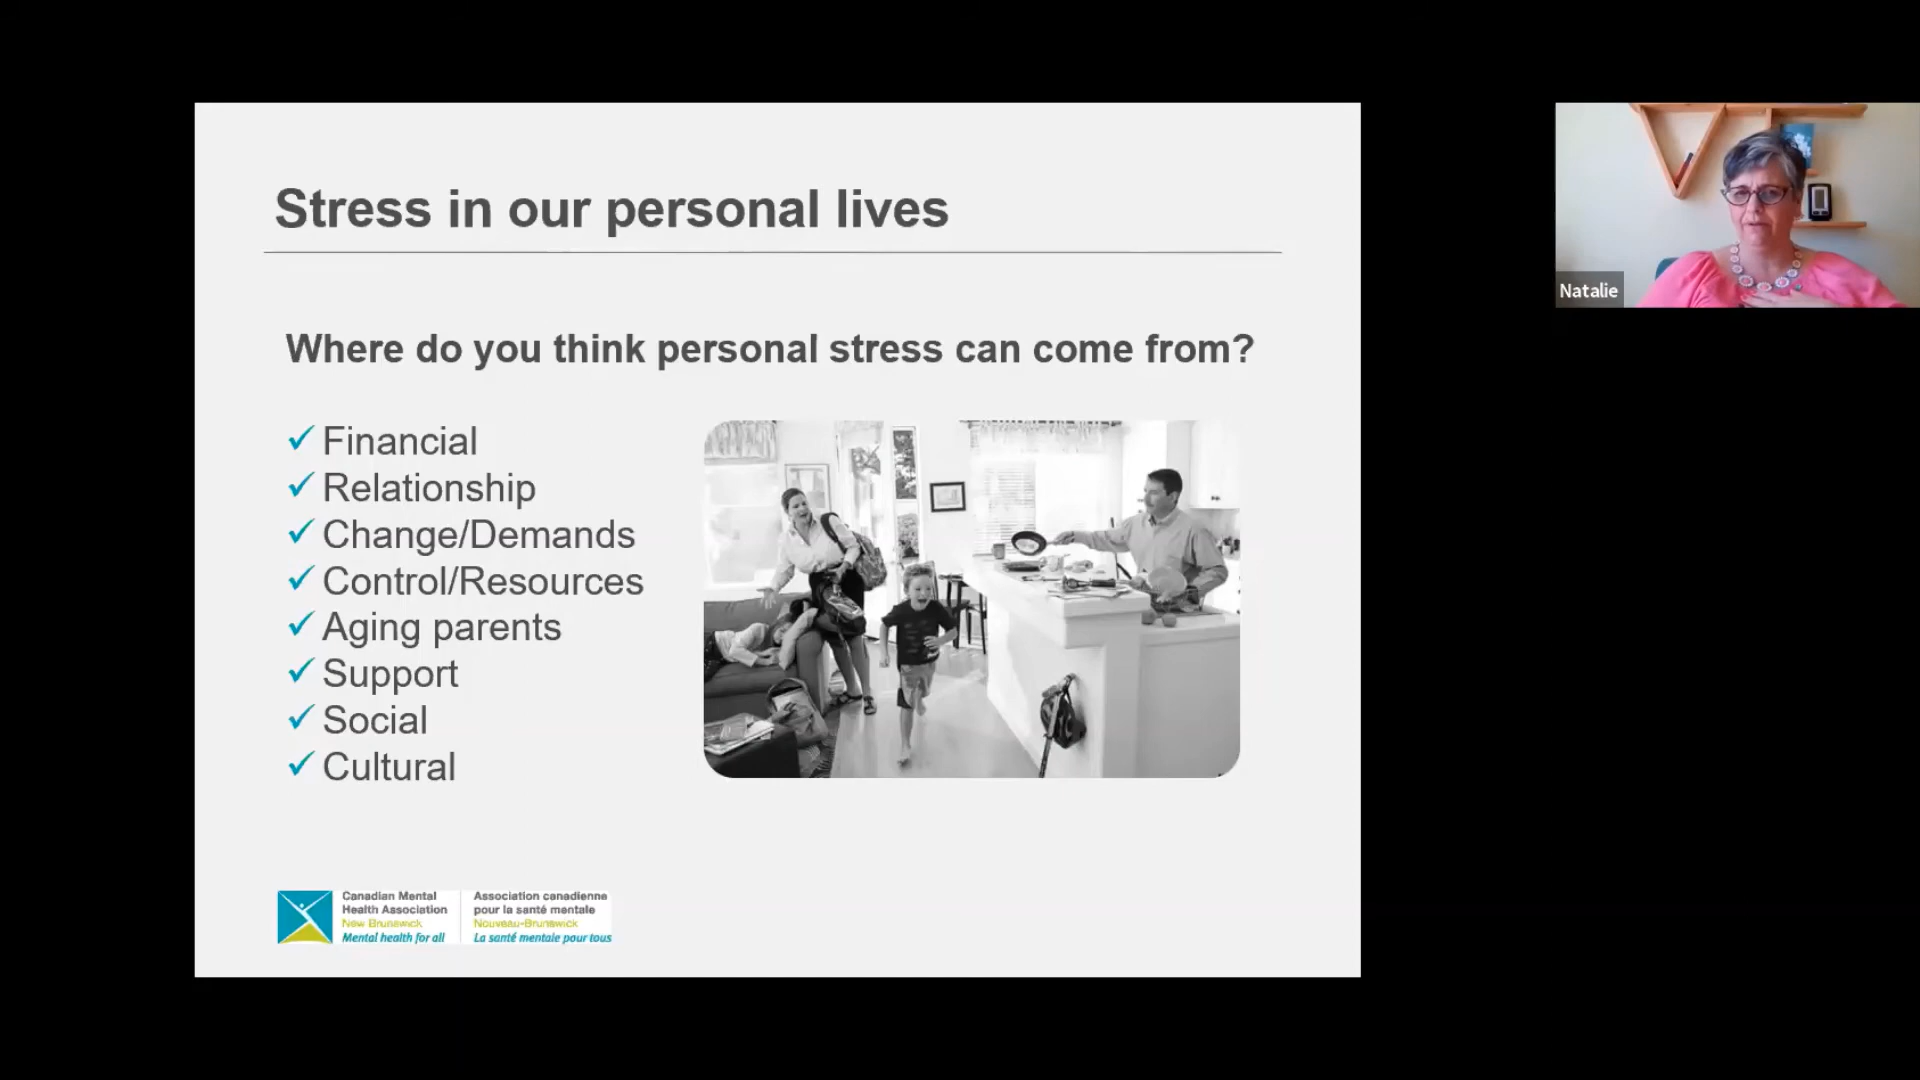 Stress in our personal lives
Where do you think personal stress can come from?
Financial
Relationship
Change/Demands
Control/Resources
Aging parents
Support
Social
Cultural
Canadian Mental
Health Association
New Brunswick
Mental health for all
Association canadienne
pour la santé mentale
Nouveau-Brunswick
La santé mentale pour tous
Natalie